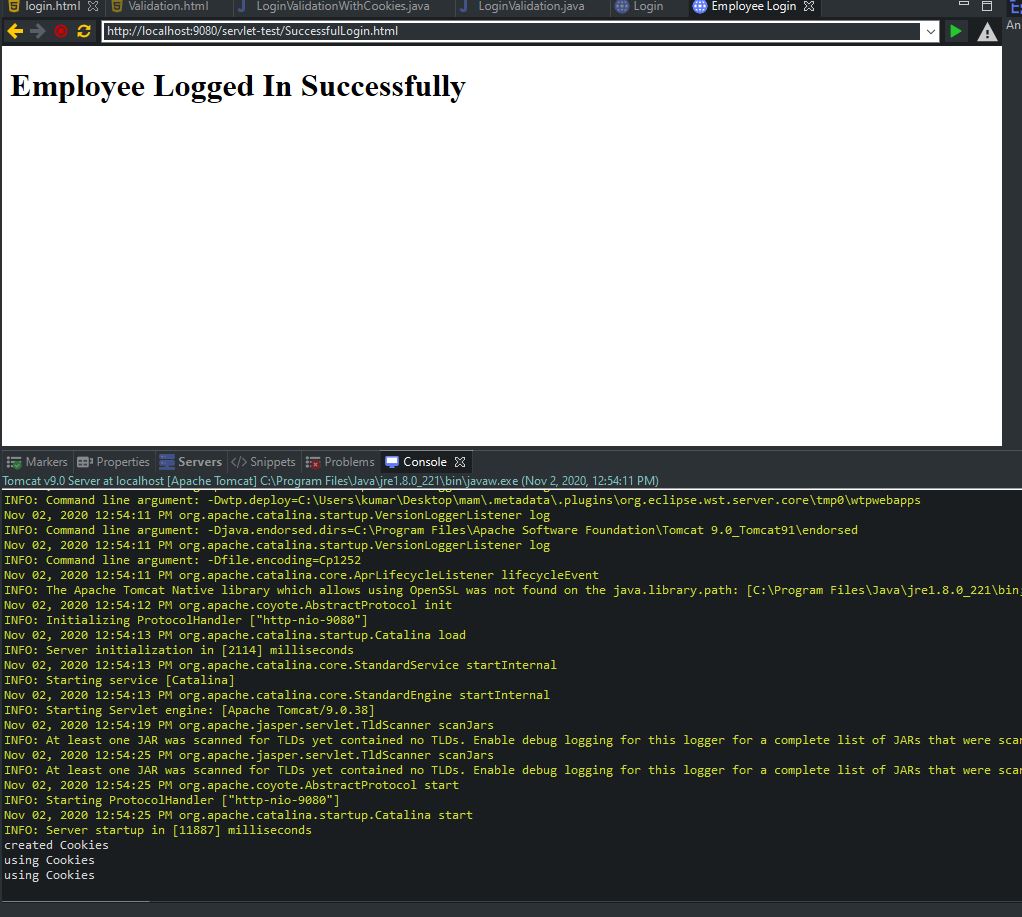 login.html Validation.html LoginValidationWithCookies.java LoginValidation.java Login Employee Login
http://localhost:9080/servlet-test/SuccessfulLogin.html
An
Employee Logged In Successfully
Markers Properties Servers Snippets Problems Console
Tomcat v9.0 Server at localhost [Apache Tomcat] C:\Program Files\Java\jre1.8.0_221\bin\javaw.exe (Nov 2, 2020, 12:54:11 PM)
INFO: Command line argument: -Dwtp.deploy=C:\Users\kumar\Desktop\mam\.metadata\.plugins\org.eclipse.wst.server.core\tmp0\wtpwebapps
Nov 02, 2020 12:54:11 PM org.apache.catalina.startup.VersionLoggerListener log
INFO: Command line argument: -Djava.endorsed.dirs=C:\Program Files\Apache Software Foundation\Tomcat 9.0_Tomcat91\endorsed
Nov 02, 2020 12:54:11 PM org.apache.catalina.startup.VersionLoggerListener log
INFO: Command line argument: -Dfile.encoding=Cp1252
Nov 02, 2020 12:54:11 PM org.apache.catalina.core.AprLifecycleListener lifecycleEvent
INFO: The Apache Tomcat Native library which allows using OpenSSL was not found on the java.library.path: [C:\Program Files\Java\jre1.8.0_221\bin;
Nov 02, 2020 12:54:12 PM org.apache.coyote.AbstractProtocol init
INFO: Initializing ProtocolHandler ["http-nio-9080"]
Nov 02, 2020 12:54:13 PM org.apache.catalina.startup.Catalina load
INFO: Server initialization in [2114] milliseconds
Nov 02, 2020 12:54:13 PM org.apache.catalina.core.StandardService startInternal
INFO: Starting service [Catalina]
Nov 02, 2020 12:54:13 PM org.apache.catalina.core.StandardEngine startInternal
INFO: Starting Servlet engine: [Apache Tomcat/9.0.38]
Nov 02, 2020 12:54:19 PM org.apache.jasper.servlet.TldScanner scanJars
INFO: At least one JAR was scanned for TLDs yet contained no TLDs. Enable debug logging for this logger for a complete list of JARs that were scan
Nov 02, 2020 12:54:25 PM org.apache.jasper.servlet.TldScanner scanJars
INFO: At least one JAR was scanned for TLDs yet contained no TLDs. Enable debug logging for this logger for a complete list of JARs that were scan
Nov 02, 2020 12:54:25 PM org.apache.coyote.AbstractProtocol start
INFO: Starting ProtocolHandler ["http-nio-9080"]
Nov 02, 2020 12:54:25 PM org.apache.catalina.startup.Catalina start
INFO: Server startup in [11887] milliseconds
created Cookies
using Cookies
using Cookies